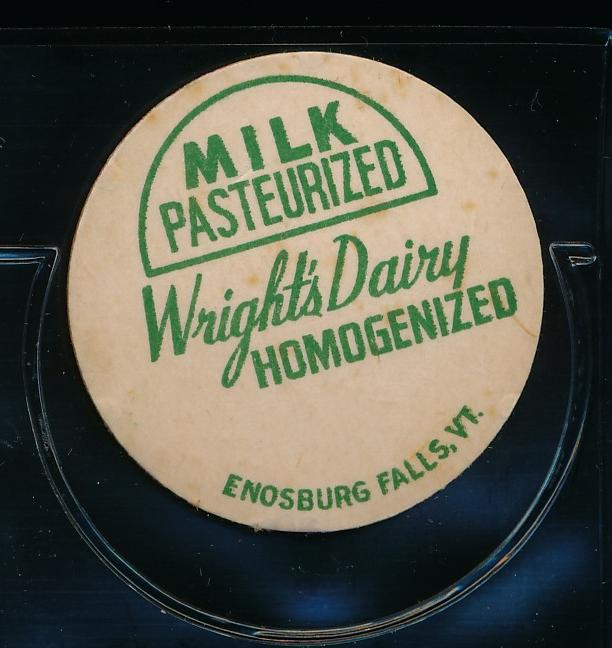 MILK
PASTEURIZED
Wright's Dairy
HOMOGENIZED
ENOSBURG FALLS, VT.